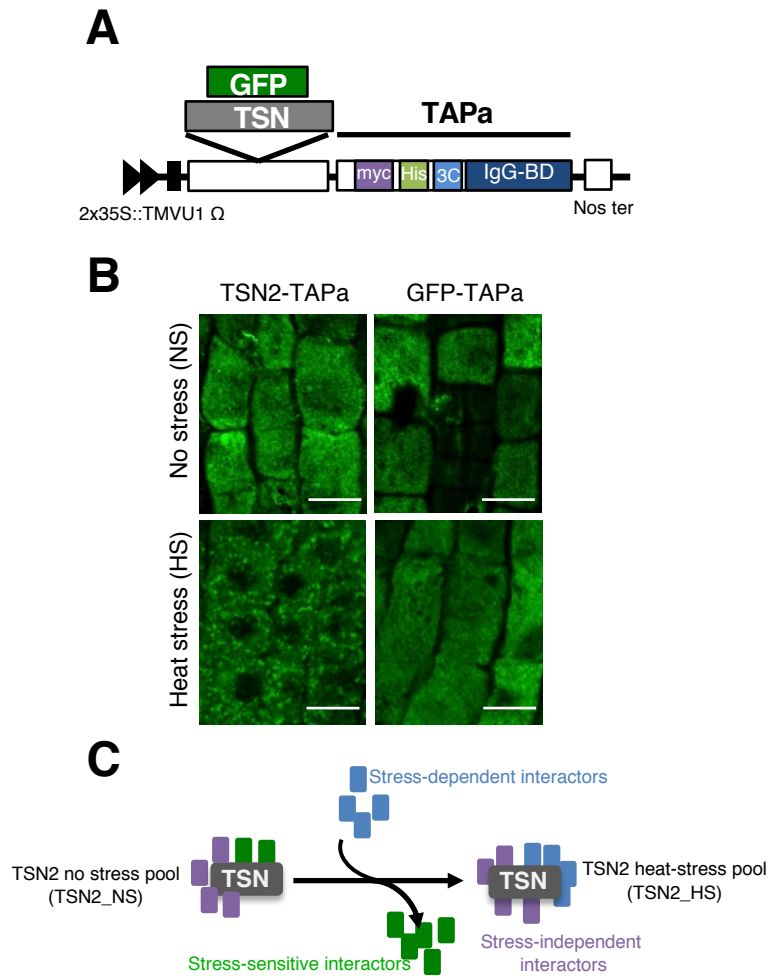 A
GFP
TSN
TAPa
myc
His
3C
IgG-BD
2x35S::TMVU1 Ω
Nos ter
B
TSN2-TAPa
GFP-TAPa
No stress (NS)
Heat stress (HS)
C
Stress-dependent interactors
TSN2 no stress pool
(TSN2_NS)
TSN
TSN
TSN2 heat-stress pool
(TSN2_HS)
Stress-sensitive interactors
Stress-independent
interactors